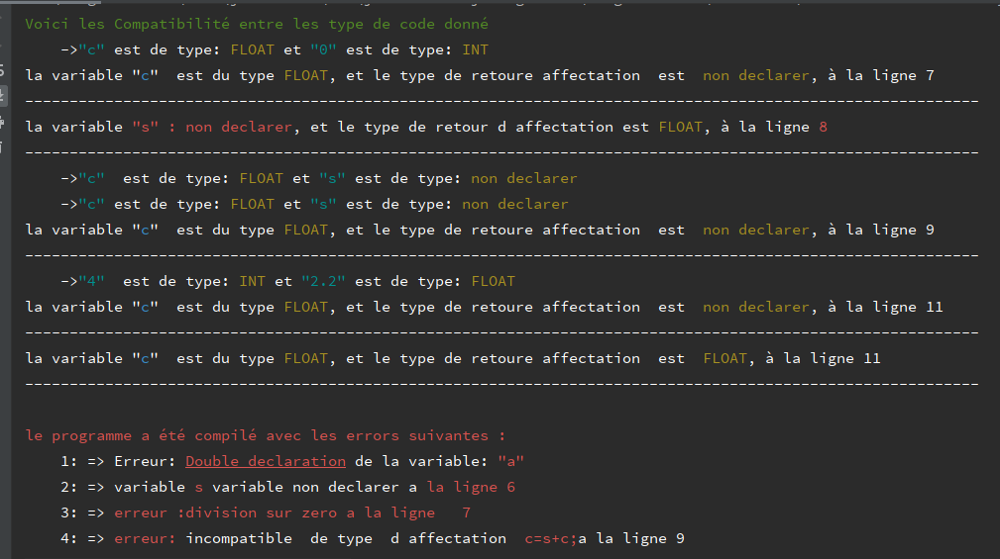 Voici les Compatibilité entre les type de code donné
->"c" est de type: FLOAT et "0" est de type: INT
la variable "c" est du type FLOAT, et le type de retoure affectation est non declarer, à la ligne 7
-----------------------------------------------------------------------------------------------------------
la variable "s" : non declarer, et le type de retour d affectation est FLOAT, à la ligne 8
-----------------------------------------------------------------------------------------------------------
->"c" est de type: FLOAT et "s" est de type: non declarer
->"c" est de type: FLOAT et "s" est de type: non declarer
la variable "c" est du type FLOAT, et le type de retoure affectation est non declarer, à la ligne 9
-----------------------------------------------------------------------------------------------------------
->"4" est de type: INT et "2.2" est de type: FLOAT
la variable "c" est du type FLOAT, et le type de retoure affectation est non declarer, à la ligne 11
-----------------------------------------------------------------------------------------------------------
la variable "c" est du type FLOAT, et le type de retoure affectation est FLOAT, à la ligne 11
-----------------------------------------------------------------------------------------------------------
le programme a été compilé avec les errors suivantes :
1: => Erreur: Double declaration de la variable: "a"
2: => variable s variable non declarer a la ligne 6
3: => erreur :division sur zero a la ligne 7
4: => erreur: incompatible de type d affectation c=s+c;a la ligne 9